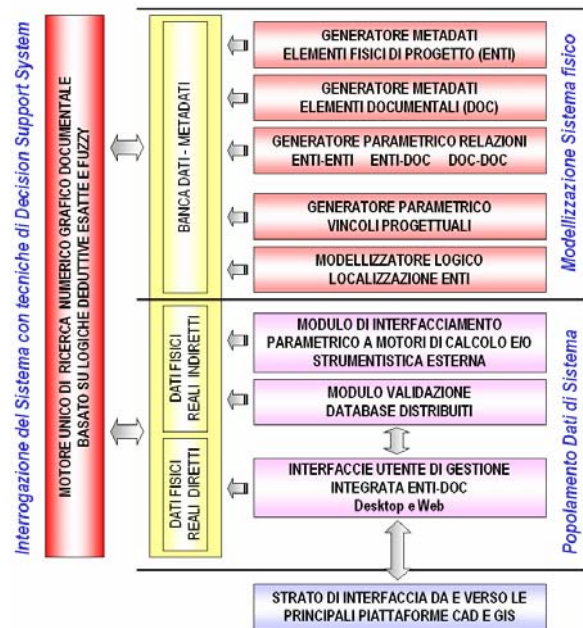 Interrogazione del Sistema con tecniche di Decision Support System
MOTORE UNICO DI RICERCA NUMERICO GRAFICO DOCUMENTALE
BASATO SU LOGICHE DEDUTTIVE ESATTE E FUZZY
BANCA DATI - METADATI
DATI FISICI
REALI INDIRETTI
DATI FISICI
REALI DIRETTI
GENERATORE METADATI
ELEMENTI FISICI DI PROGETTO (ENTI)
GENERATORE METADATI
ELEMENTI DOCUMENTALI (DOC)
GENERATORE PARAMETRICO RELAZIONI
ENTI-ENTI ENTI-DOC DOC-DOC
GENERATORE PARAMETRICO
VINCOLI PROGETTUALI
MODELLIZZATORE LOGICO
LOCALIZZAZIONE ENTI
Modellizzazione Sistema fisico
MODULO DI INTERFACCIAMENTO
PARAMETRICO A MOTORI DI CALCOLO E/O
STRUMENTISTICA ESTERNA
MODULO VALIDAZIONE
DATABASE DISTRIBUITI
INTERFACCIE UTENTE DI GESTIONE
INTEGRATA ENTI-DOC
Desktop e Web
Popolamento Dati di Sistema
STRATO DI INTERFACCIA DA E VERSO LE
PRINCIPALI PIATTAFORME CAD E GIS